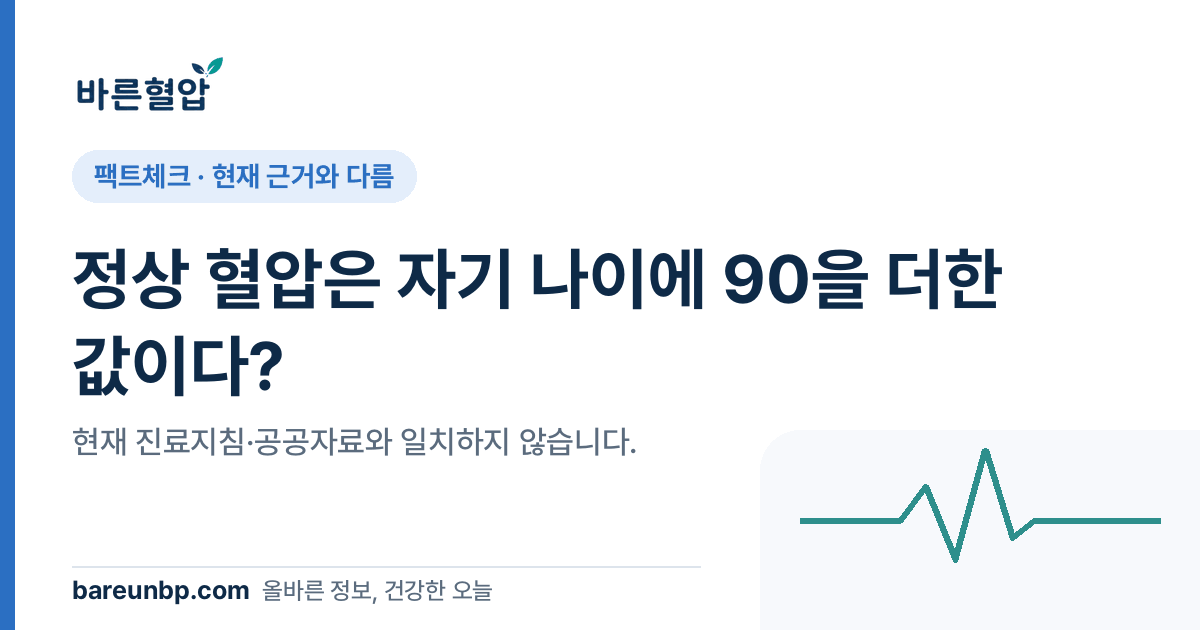 바른혈압
팩트체크 · 현재 근거와 다름
정상 혈압은 자기 나이에 90을 더한
값이다?
현재 진료지침·공공자료와 일치하지 않습니다.
bareunbp.com 올바른 정보, 건강한 오늘